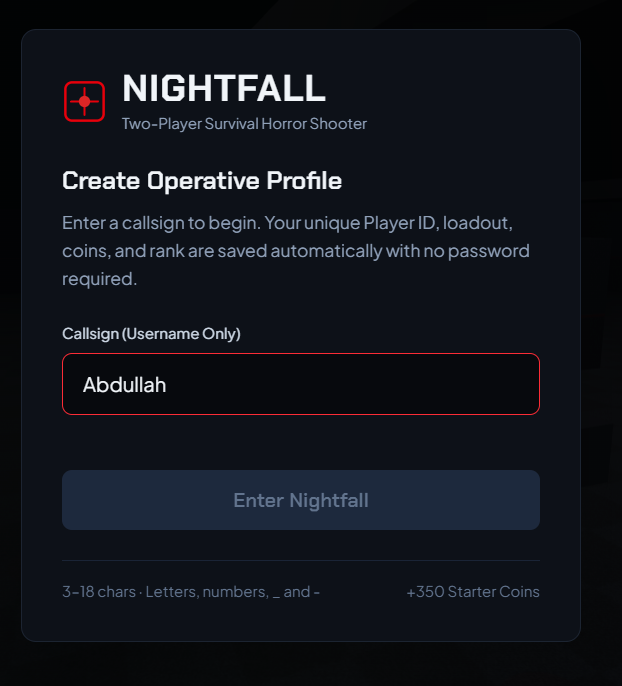 NIGHTFALL
Two-Player Survival Horror Shooter
Create Operative Profile
Enter a callsign to begin. Your unique Player ID, loadout,
coins, and rank are saved automatically with no password
required.
Callsign (Username Only)
Abdullah
Enter Nightfall
3–18 chars · Letters, numbers, _ and -
+350 Starter Coins